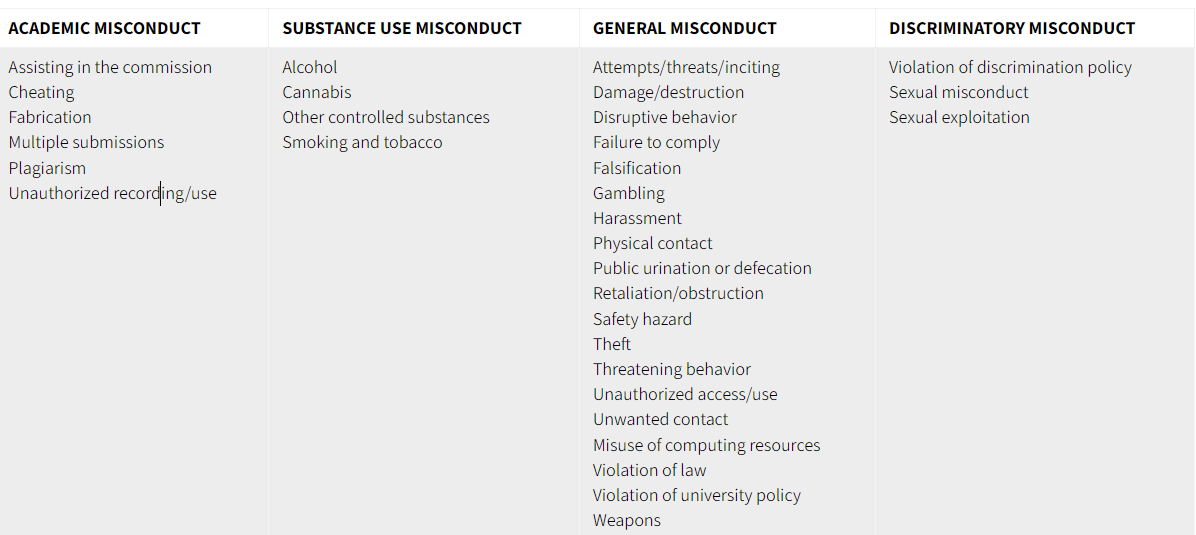 ACADEMIC MISCONDUCT
Assisting in the commission
Cheating
Fabrication
Multiple submissions
Plagiarism
Unauthorized recording/use
SUBSTANCE USE MISCONDUCT
Alcohol
Cannabis
Other controlled substances
Smoking and tobacco
GENERAL MISCONDUCT
Attempts/threats/inciting
Damage/destruction
Disruptive behavior
Failure to comply
Falsification
Gambling
Harassment
Physical contact
Public urination or defecation
Retaliation/obstruction
Safety hazard
Theft
Threatening behavior
Unauthorized access/use
Unwanted contact
Misuse of computing resources
Violation of law
Violation of university policy
Weapons
DISCRIMINATORY MISCONDUCT
Violation of discrimination policy
Sexual misconduct
Sexual exploitation